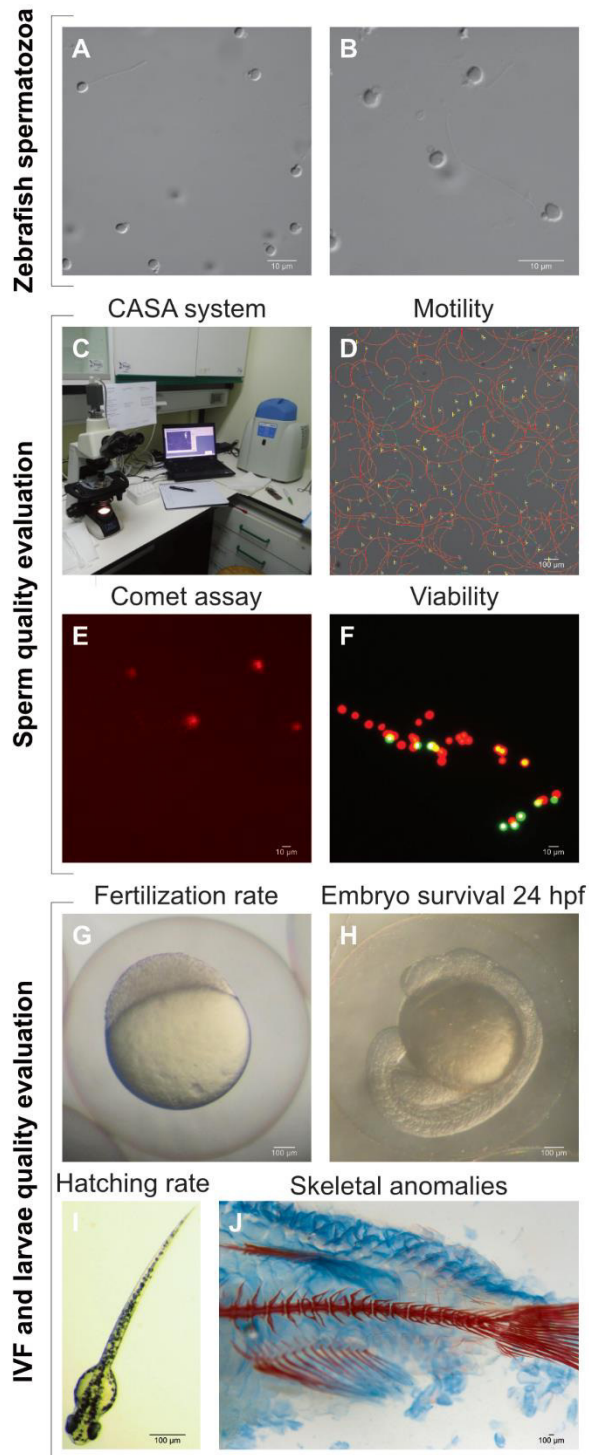 Zebrafish spermatozoa
A
10 µm
B
10 µm
Sperm quality evaluation
CASA system
C
Motility
D
100 µm
Comet assay
E
10 µm
Viability
F
10 µm
IVF and larvae quality evaluation
Fertilization rate
G
100 µm
Embryo survival 24 hpf
H
100 µm
Hatching rate
I
100 µm
Skeletal anomalies
J
100 µm